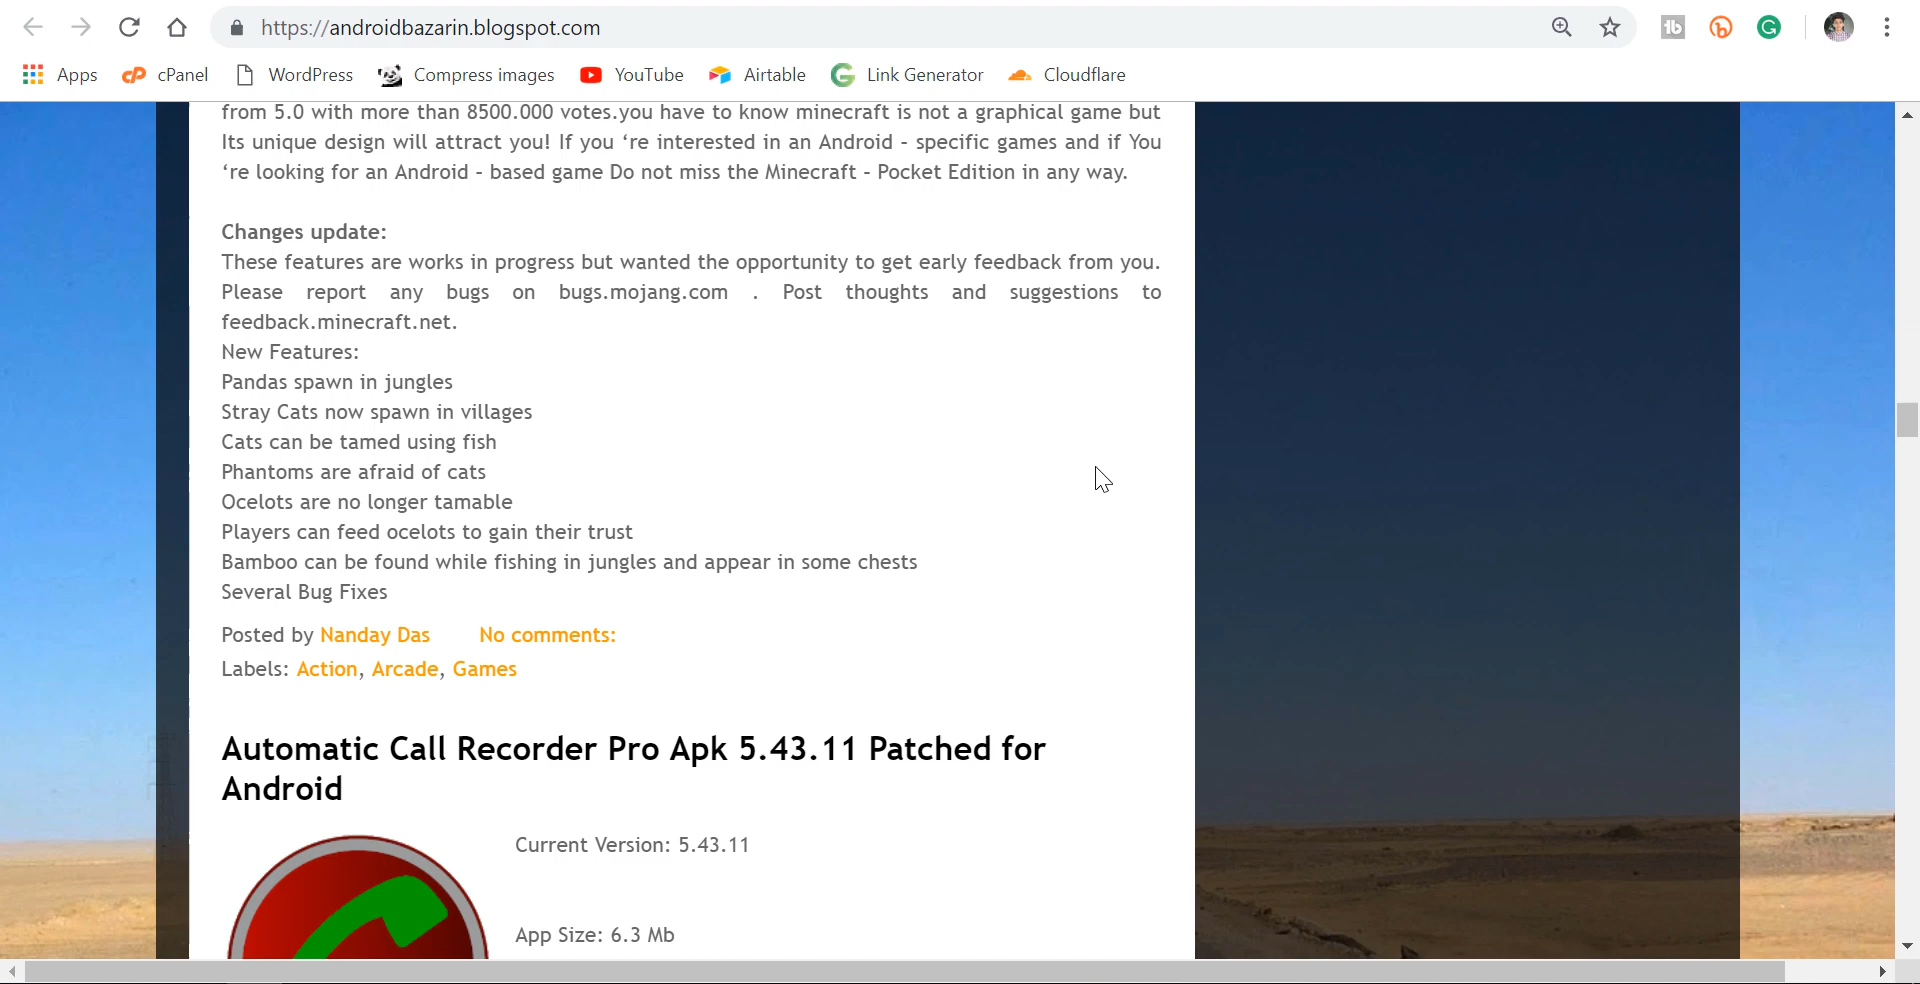 https://androidbazarin.blogspot.com
Apps cPanel WordPress Compress images YouTube Airtable Link Generator Cloudflare
from 5.0 with more than 8500.000 votes.you have to know minecraft is not a graphical game but
Its unique design will attract you! If you ‘re interested in an Android – specific games and if You
‘re looking for an Android – based game Do not miss the Minecraft – Pocket Edition in any way.
Changes update:
These features are works in progress but wanted the opportunity to get early feedback from you.
Please report any bugs on bugs.mojang.com . Post thoughts and suggestions to
feedback.minecraft.net.
New Features:
Pandas spawn in jungles
Stray Cats now spawn in villages
Cats can be tamed using fish
Phantoms are afraid of cats
Ocelots are no longer tamable
Players can feed ocelots to gain their trust
Bamboo can be found while fishing in jungles and appear in some chests
Several Bug Fixes
Posted by Nanday Das No comments:
Labels: Action, Arcade, Games
Automatic Call Recorder Pro Apk 5.43.11 Patched for
Android
Current Version: 5.43.11
App Size: 6.3 Mb